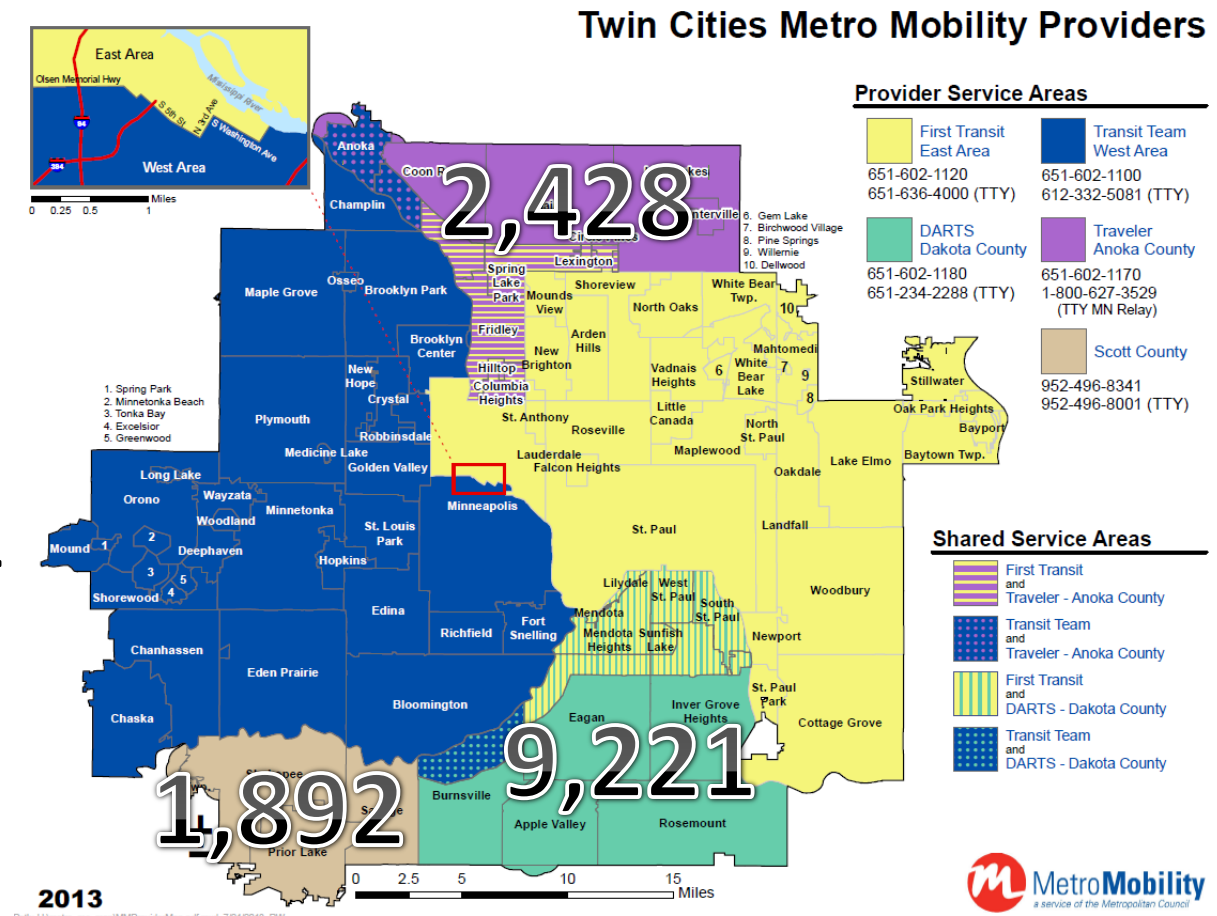 Twin Cities Metro Mobility Providers
East Area
Olsen Memorial Hwy
Mississippi River
S 5th St
N 3rd Ave
S Washington Ave
94
394
West Area
Miles
0 0.25 0.5 1
Provider Service Areas
First Transit
East Area
651-602-1120
651-636-4000 (TTY)
Transit Team
West Area
651-602-1100
612-332-5081 (TTY)
DARTS
Dakota County
651-602-1180
651-234-2288 (TTY)
Traveler
Anoka County
651-602-1170
1-800-627-3529
(TTY MN Relay)
Scott County
952-496-8341
952-496-8001 (TTY)
6. Gem Lake
7. Birchwood Village
8. Pine Springs
9. Willernie
10. Dellwood
1. Spring Park
2. Minnetonka Beach
3. Tonka Bay
4. Excelsior
5. Greenwood
Anoka
Coon
2,428
Champlin
Lexington
Spring
Lake
Park
Shoreview
White Bear
Twp.
Maple Grove
Osseo
Brooklyn Park
Mounds
View
North Oaks
10
Fridley
Arden
Hills
Brooklyn
Center
New
Brighton
Mahtomedi
Hilltop
Vadnais
Heights
6
White
Bear
Lake
7
9
8
New
Hope
Columbia
Heights
Stillwater
Crystal
Little
Canada
Oak Park Heights
Plymouth
St. Anthony
Roseville
North
St. Paul
Bayport
Robbinsdale
Medicine Lake
Golden Valley
Lauderdale
Falcon Heights
Maplewood
Oakdale
Lake Elmo
Baytown Twp.
Long Lake
Orono
Wayzata
Woodland
Minnetonka
Minneapolis
St. Louis
Park
St. Paul
Landfall
Mound
1
2
Deephaven
Hopkins
3
5
4
Shorewood
Edina
Lilydale
West
St. Paul
South
St. Paul
Woodbury
Mendota
Richfield
Fort
Snelling
Mendota
Heights
Sunfish
Lake
Newport
Chanhassen
Eden Prairie
Bloomington
St. Paul
Park
Chaska
Eagan
Inver Grove
Heights
Cottage Grove
9,221
1,892
Burnsville
Apple Valley
Rosemount
Prior Lake
Shared Service Areas
First Transit
and
Traveler - Anoka County
Transit Team
and
Traveler - Anoka County
First Transit
and
DARTS - Dakota County
Transit Team
and
DARTS - Dakota County
0 2.5 5 10 15
Miles
2013
MetroMobility
a service of the Metropolitan Council